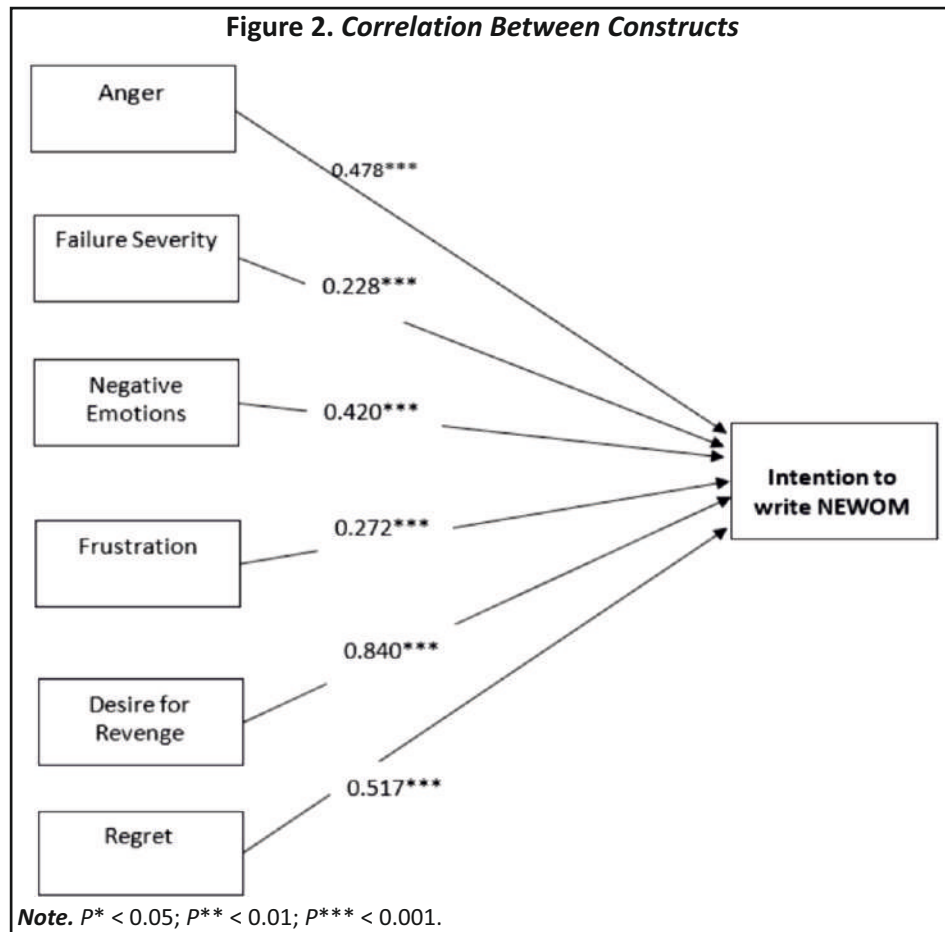 Figure 2. Correlation Between Constructs
Anger
0.478***
Failure Severity
0.228***
Negative
Emotions
0.420***
Intention to
write NEWOM
Frustration
0.272***
Desire for
Revenge
0.840***
Regret
0.517***
Note. P* < 0.05; P** < 0.01; P*** < 0.001.